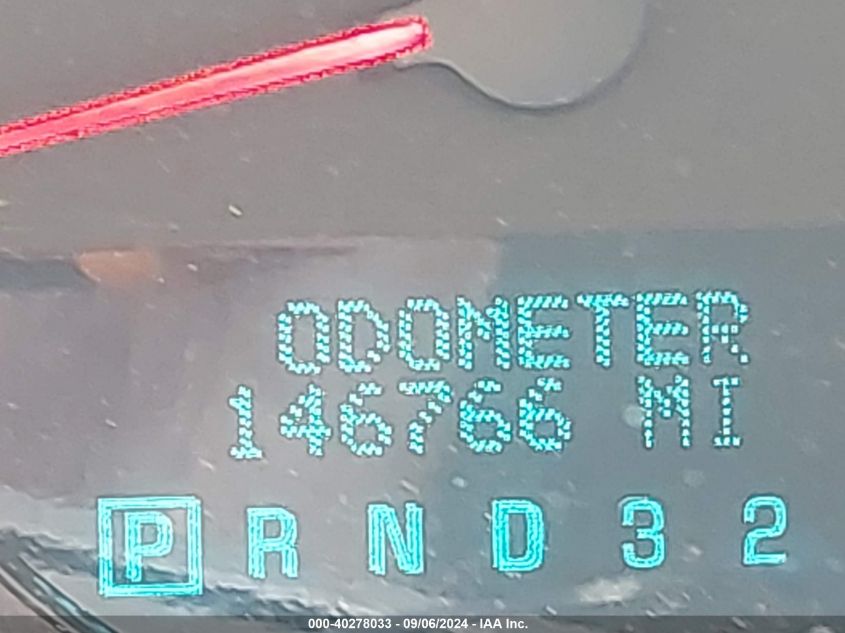 ODOMETER
146766 MI
P R N D 3 2
000-40278033 - 09/06/2024 - IAA Inc.